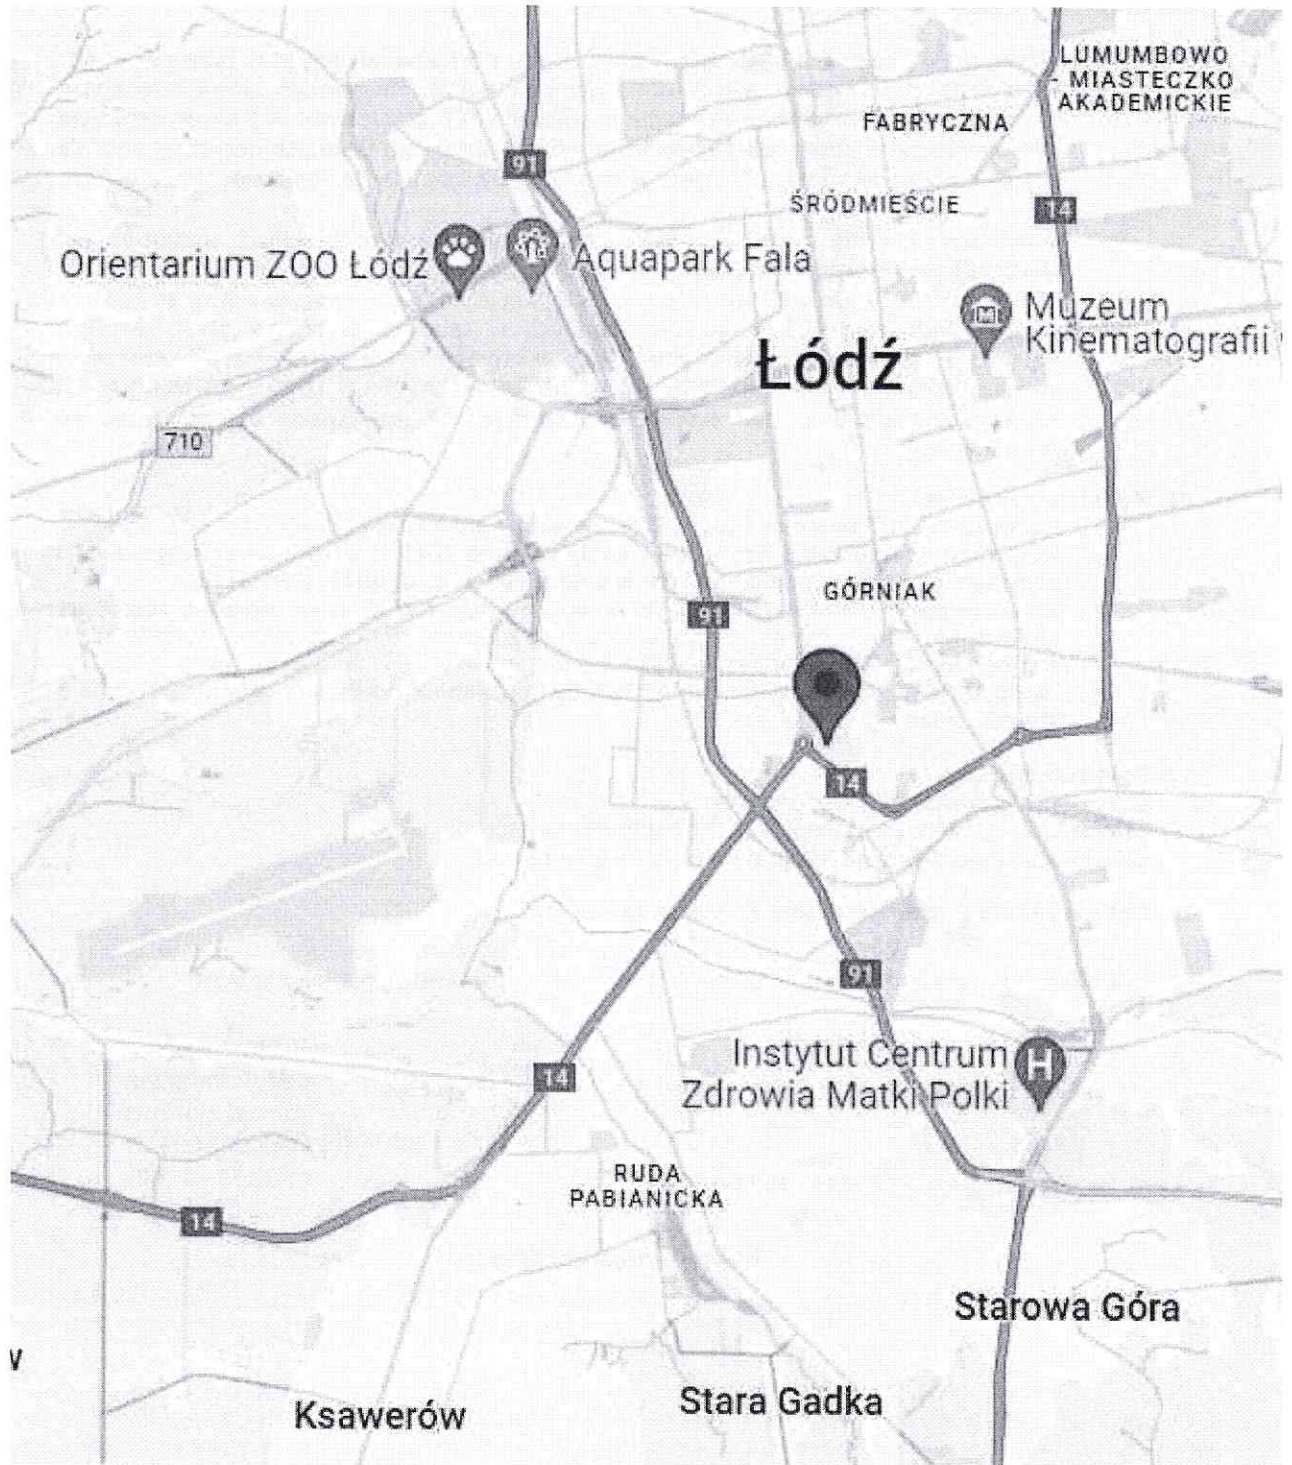 LUMUMBOWO
- MIASTECZKO
AKADEMICKIE
FABRYCZNA
91
ŚRÓDMIEŚCIE
14
Orientarium ZOO Łódź
Aquapark Fala
Muzeum
Kinematografii
Łódź
710
GÓRNIAK
91
14
91
Instytut Centrum
Zdrowia Matki Polki
H
14
RUDA
PABIANICKA
14
Starowa Góra
Stara Gadka
Ksawerów